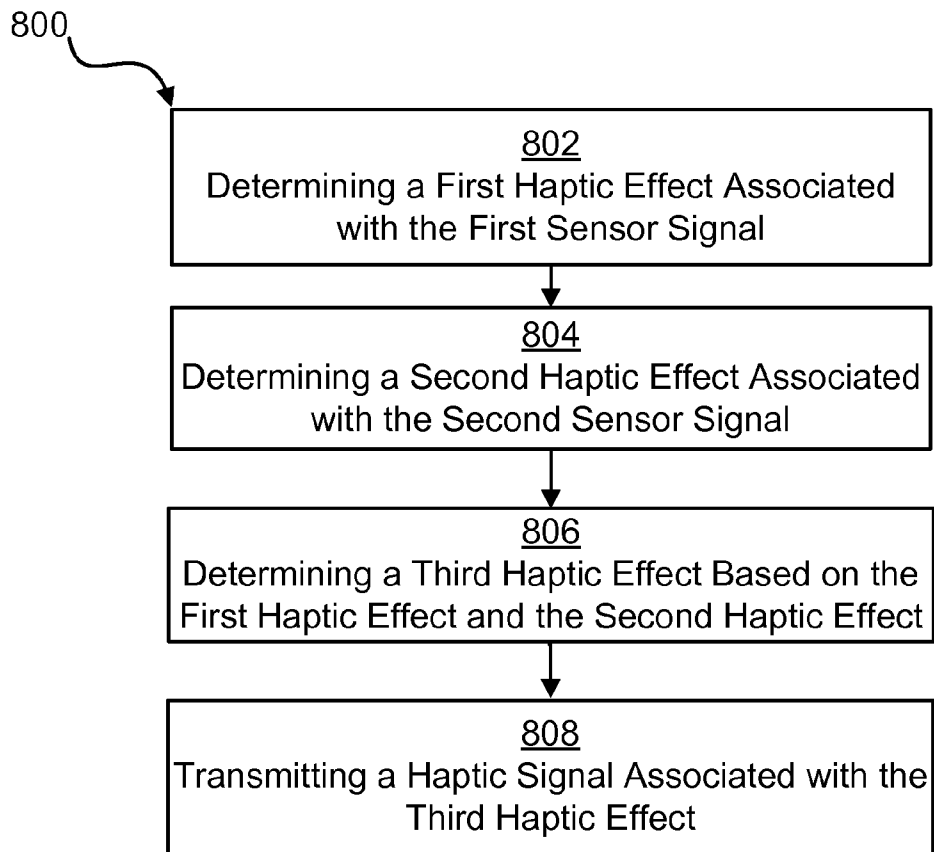 800
802
Determining a First Haptic Effect Associated
with the First Sensor Signal
804
Determining a Second Haptic Effect Associated
with the Second Sensor Signal
806
Determining a Third Haptic Effect Based on the
First Haptic Effect and the Second Haptic Effect
808
Transmitting a Haptic Signal Associated with the
Third Haptic Effect